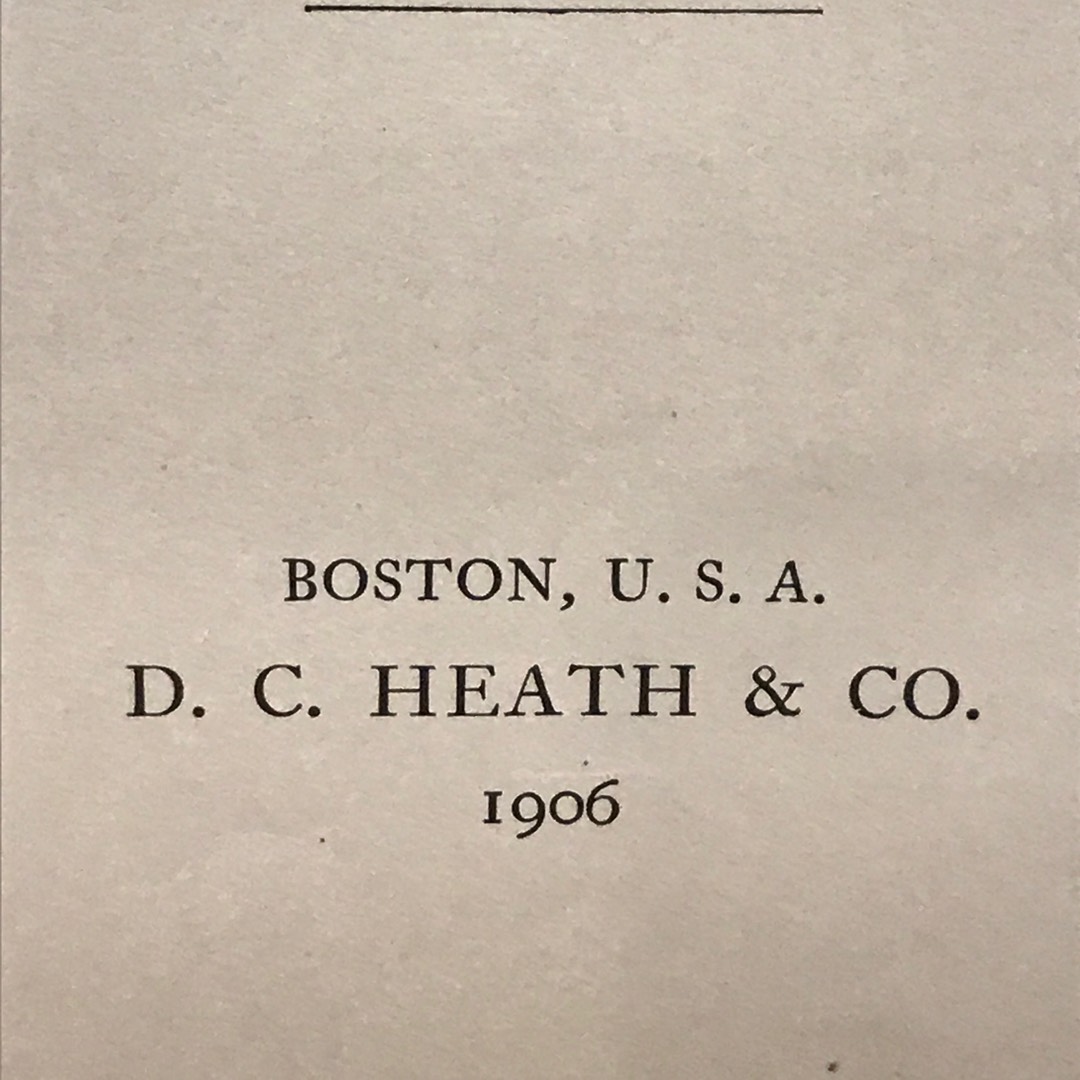 BOSTON, U. S. A.
D. C. HEATH & CO.
1906